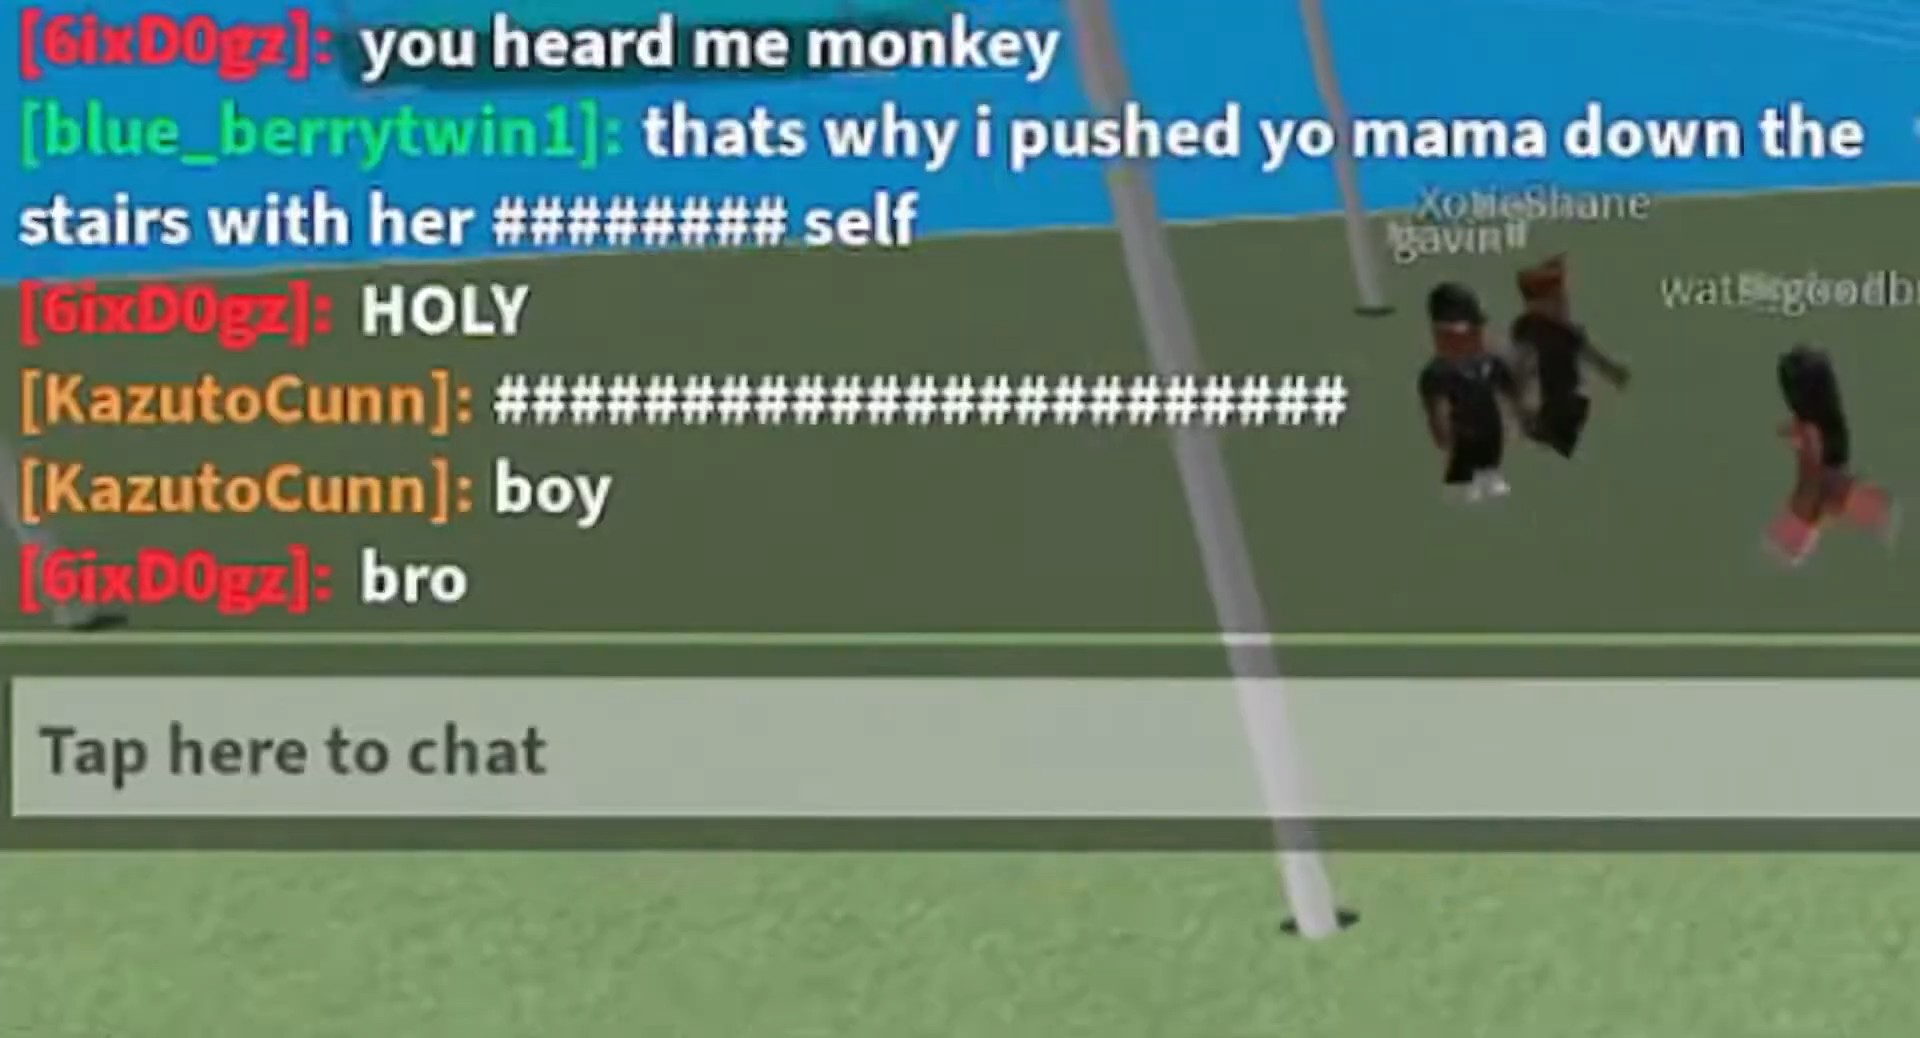 [6ixD0gz]: you heard me monkey
[blue_berrytwin1]: thats why i pushed yo mama down the
stairs with her ######## self
[6ixD0gz]: HOLY
[KazutoCunn]: #######################
[KazutoCunn]: boy
[6ixD0gz]: bro
Tap here to chat